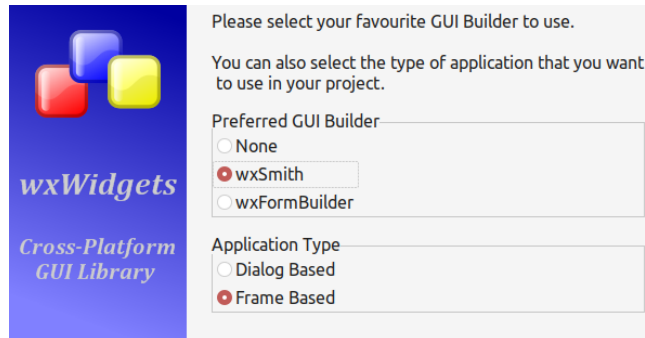 Please select your favourite GUI Builder to use.
You can also select the type of application that you want
to use in your project.
Preferred GUI Builder
None
wxSmith
wxFormBuilder
Application Type
Dialog Based
Frame Based
wxWidgets
Cross-Platform
GUI Library